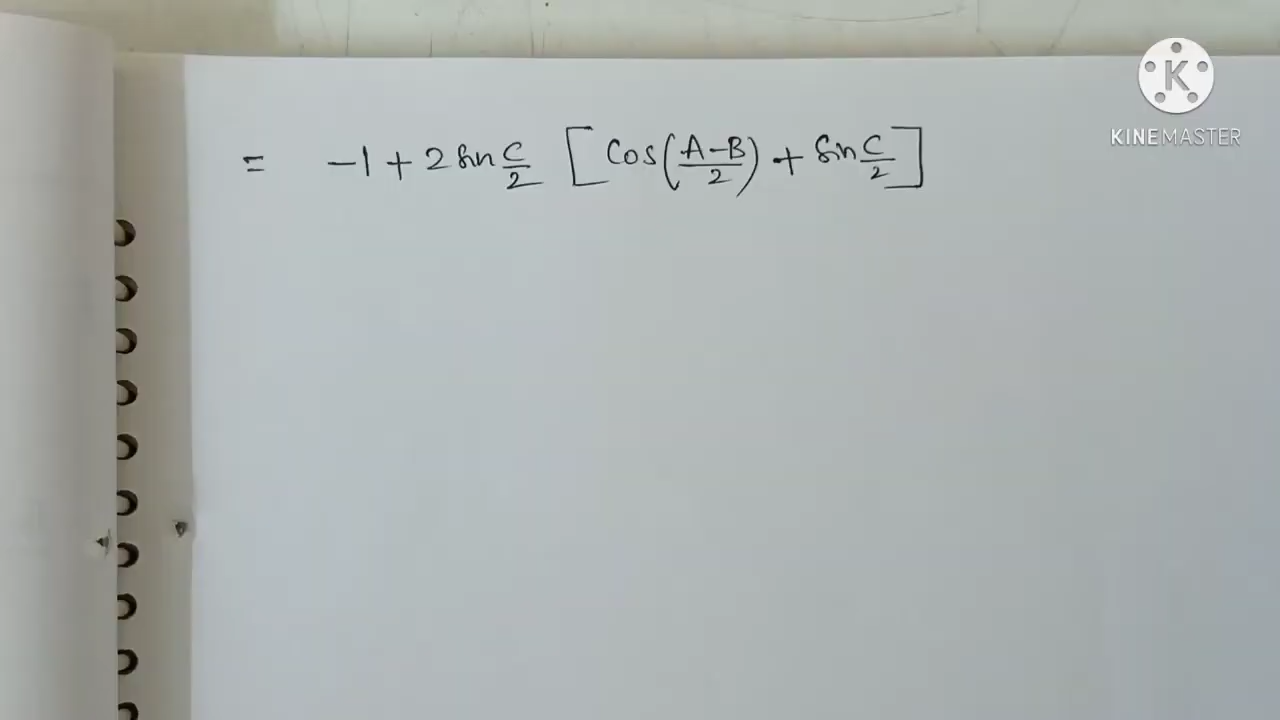 = -1 + 2 sin C/2 [ cos(A-B/2) + sin C/2 ]
K
KINEMASTER